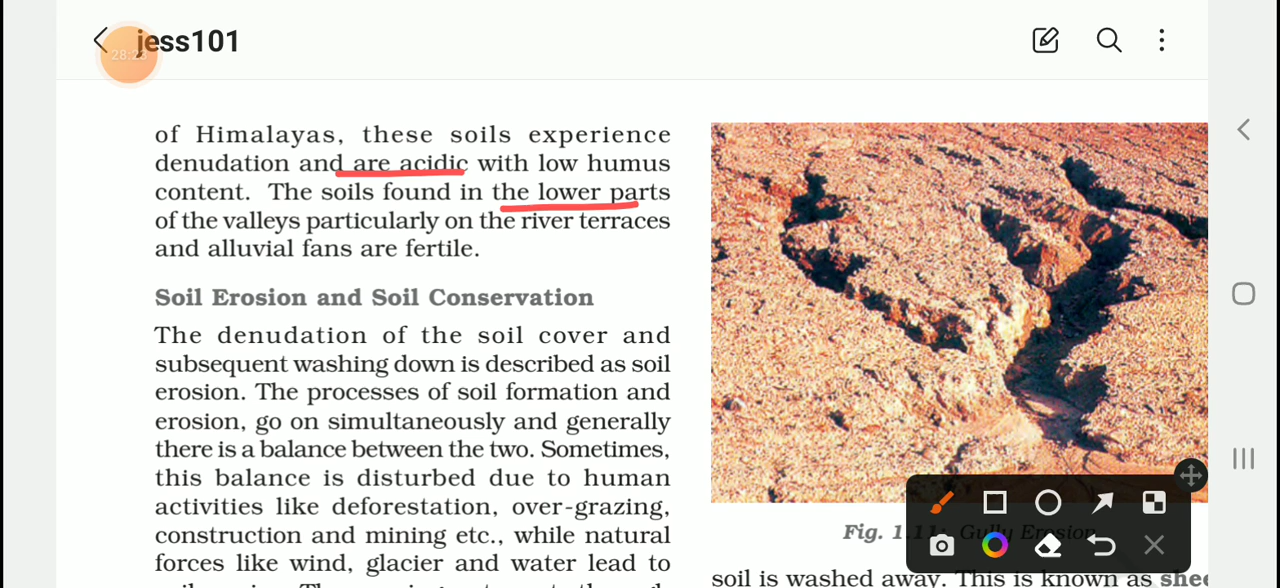 jess101
28:23
of Himalayas, these soils experience
denudation and are acidic with low humus
content. The soils found in the lower parts
of the valleys particularly on the river terraces
and alluvial fans are fertile.
Soil Erosion and Soil Conservation
The denudation of the soil cover and
subsequent washing down is described as soil
erosion. The processes of soil formation and
erosion, go on simultaneously and generally
there is a balance between the two. Sometimes,
this balance is disturbed due to human
activities like deforestation, over-grazing,
construction and mining etc., while natural
forces like wind, glacier and water lead to
Fig. 1.11: Gully Erosion
soil is washed away. This is known as